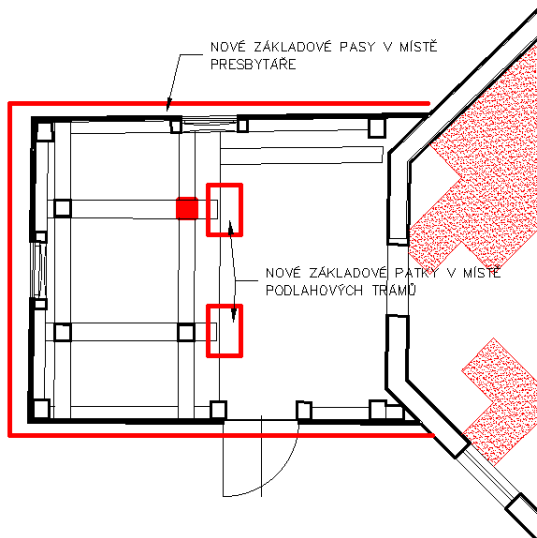 NOVÉ ZÁKLADOVÉ PASY V MÍSTĚ
PRESBYTÁŘE
NOVÉ ZÁKLADOVÉ PATKY V MÍSTĚ
PODLAHOVÝCH TRÁMŮ